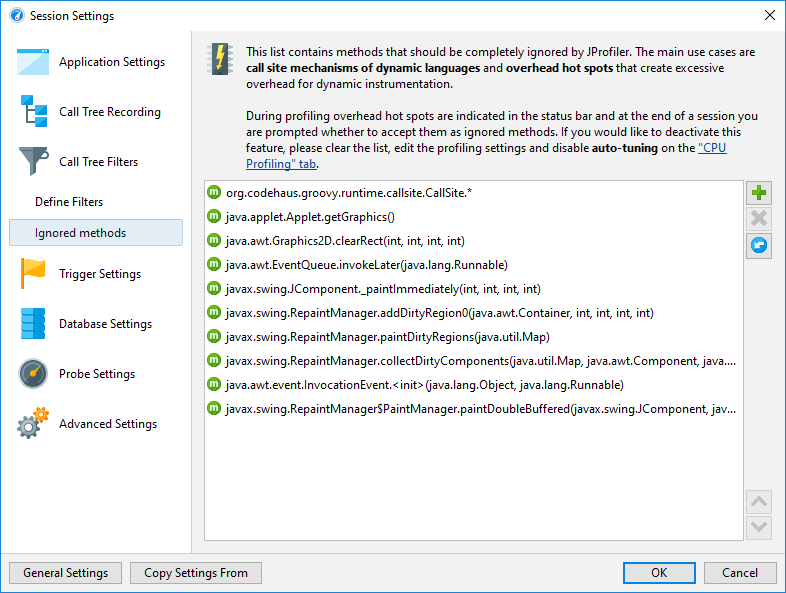 Session Settings
Application Settings
Call Tree Recording
Call Tree Filters
Define Filters
Ignored methods
Trigger Settings
Database Settings
Probe Settings
Advanced Settings
This list contains methods that should be completely ignored by JProfiler. The main use cases are
call site mechanisms of dynamic languages and overhead hot spots that create excessive
overhead for dynamic instrumentation.
During profiling overhead hot spots are indicated in the status bar and at the end of a session you
are prompted whether to accept them as ignored methods. If you would like to deactivate this
feature, please clear the list, edit the profiling settings and disable auto-tuning on the "CPU
Profiling" tab.
m org.codehaus.groovy.runtime.callsite.CallSite.*
m java.applet.Applet.getGraphics()
m java.awt.Graphics2D.clearRect(int, int, int, int)
m java.awt.EventQueue.invokeLater(java.lang.Runnable)
m javax.swing.JComponent._paintImmediately(int, int, int, int)
m javax.swing.RepaintManager.addDirtyRegion0(java.awt.Container, int, int, int, int)
m javax.swing.RepaintManager.paintDirtyRegions(java.util.Map)
m javax.swing.RepaintManager.collectDirtyComponents(java.util.Map, java.awt.Component, java....
m java.awt.event.InvocationEvent.<init>(java.lang.Object, java.lang.Runnable)
m javax.swing.RepaintManager$PaintManager.paintDoubleBuffered(javax.swing.JComponent, jav...
General Settings
Copy Settings From
OK
Cancel